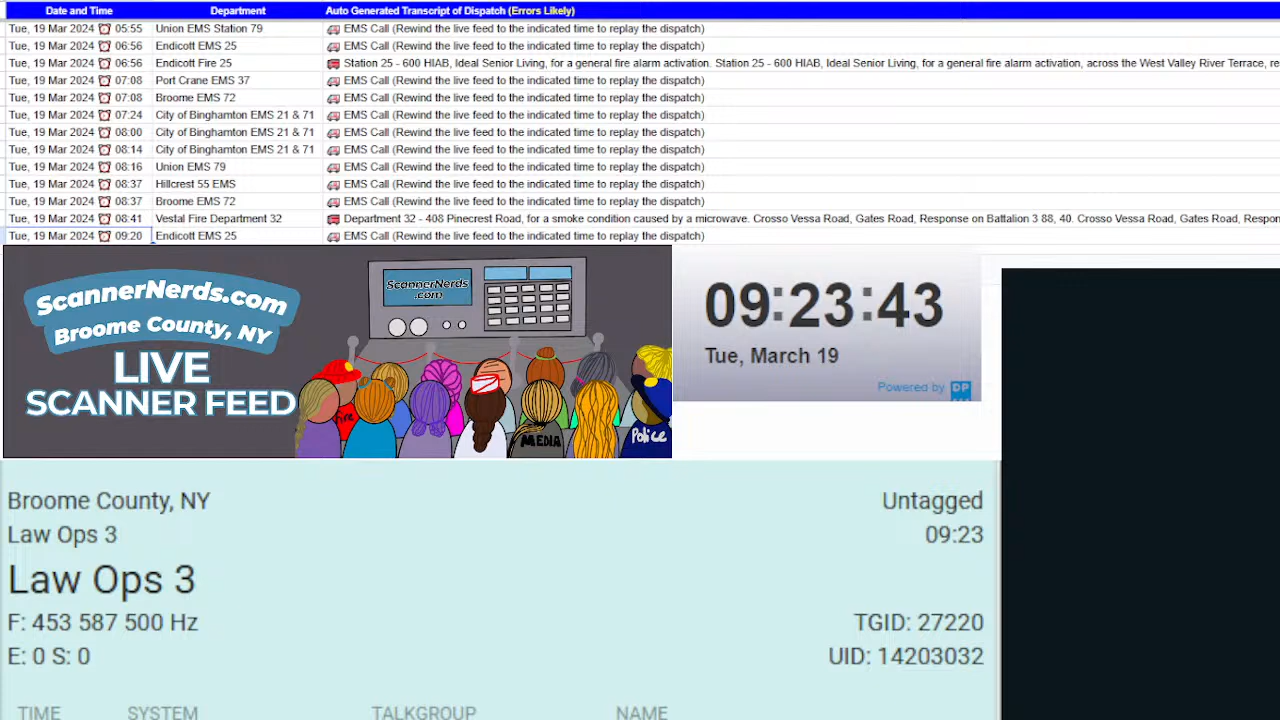 Date and Time Department Auto Generated Transcript of Dispatch (Errors Likely)
Tue, 19 Mar 2024 ⏰ 05:55 Union EMS Station 79 🚑 EMS Call (Rewind the live feed to the indicated time to replay the dispatch)
Tue, 19 Mar 2024 ⏰ 06:56 Endicott EMS 25 🚑 EMS Call (Rewind the live feed to the indicated time to replay the dispatch)
Tue, 19 Mar 2024 ⏰ 06:56 Endicott Fire 25 🚒 Station 25 - 600 HIAB, Ideal Senior Living, for a general fire alarm activation. Station 25 - 600 HIAB, Ideal Senior Living, for a general fire alarm activation, across the West Valley River Terrace, re
Tue, 19 Mar 2024 ⏰ 07:08 Port Crane EMS 37 🚑 EMS Call (Rewind the live feed to the indicated time to replay the dispatch)
Tue, 19 Mar 2024 ⏰ 07:08 Broome EMS 72 🚑 EMS Call (Rewind the live feed to the indicated time to replay the dispatch)
Tue, 19 Mar 2024 ⏰ 07:24 City of Binghamton EMS 21 & 71 🚑 EMS Call (Rewind the live feed to the indicated time to replay the dispatch)
Tue, 19 Mar 2024 ⏰ 08:00 City of Binghamton EMS 21 & 71 🚑 EMS Call (Rewind the live feed to the indicated time to replay the dispatch)
Tue, 19 Mar 2024 ⏰ 08:14 City of Binghamton EMS 21 & 71 🚑 EMS Call (Rewind the live feed to the indicated time to replay the dispatch)
Tue, 19 Mar 2024 ⏰ 08:16 Union EMS 79 🚑 EMS Call (Rewind the live feed to the indicated time to replay the dispatch)
Tue, 19 Mar 2024 ⏰ 08:37 Hillcrest 55 EMS 🚑 EMS Call (Rewind the live feed to the indicated time to replay the dispatch)
Tue, 19 Mar 2024 ⏰ 08:37 Broome EMS 72 🚑 EMS Call (Rewind the live feed to the indicated time to replay the dispatch)
Tue, 19 Mar 2024 ⏰ 08:41 Vestal Fire Department 32 🚒 Department 32 - 408 Pinecrest Road, for a smoke condition caused by a microwave. Crosso Vessa Road, Gates Road, Response on Battalion 3 88, 40. Crosso Vessa Road, Gates Road, Respon
Tue, 19 Mar 2024 ⏰ 09:20 Endicott EMS 25 🚑 EMS Call (Rewind the live feed to the indicated time to replay the dispatch)
ScannerNerds.com
Broome County, NY
LIVE
SCANNER FEED
ScannerNerds
.com
Fire
MEDIA
Police
09:23:43
Tue, March 19
Powered by DP
Broome County, NY Untagged
Law Ops 3 09:23
Law Ops 3
F: 453 587 500 Hz TGID: 27220
E: 0 S: 0 UID: 14203032
TIME SYSTEM TALKGROUP NAME